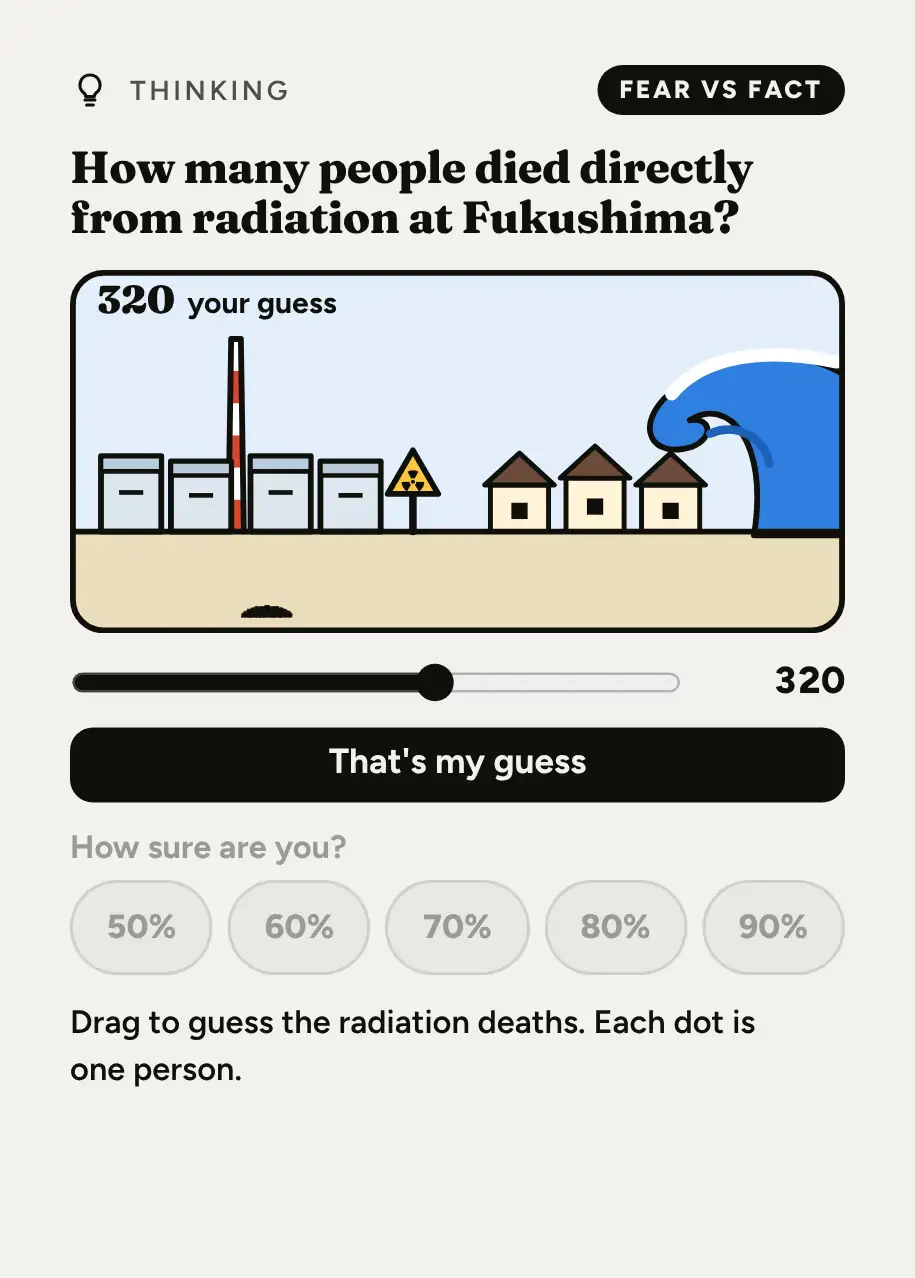 THINKING
FEAR VS FACT
How many people died directly
from radiation at Fukushima?
320 your guess
320
That's my guess
How sure are you?
50%
60%
70%
80%
90%
Drag to guess the radiation deaths. Each dot is
one person.